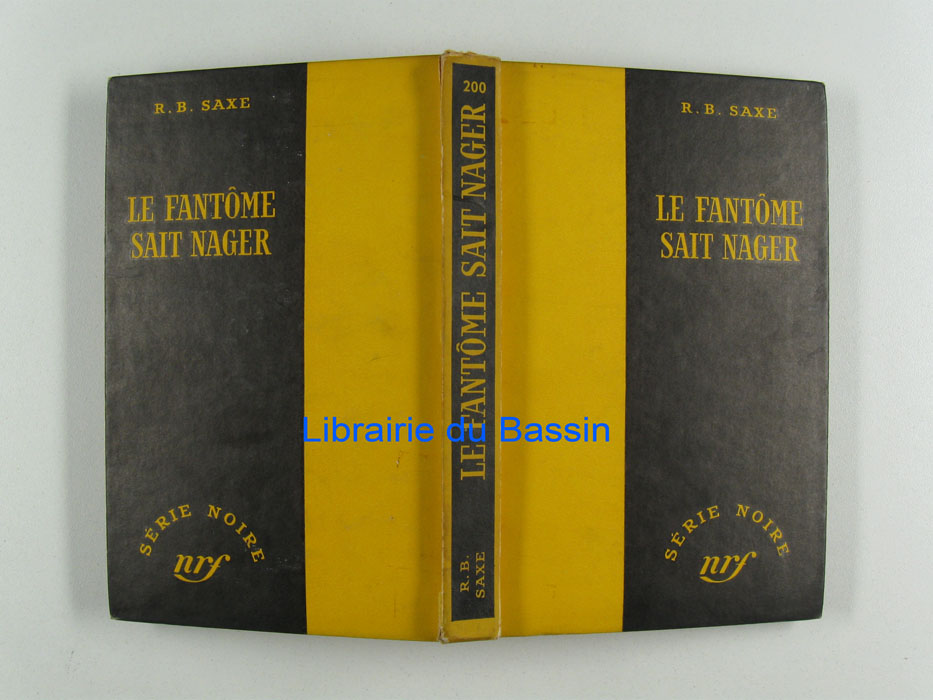 R. B. SAXE
LE FANTÔME
SAIT NAGER
SÉRIE NOIRE
nrf
200
LE FANTÔME SAIT NAGER
R. B.
SAXE
R. B. SAXE
LE FANTÔME
SAIT NAGER
SÉRIE NOIRE
nrf
Librairie du Bassin